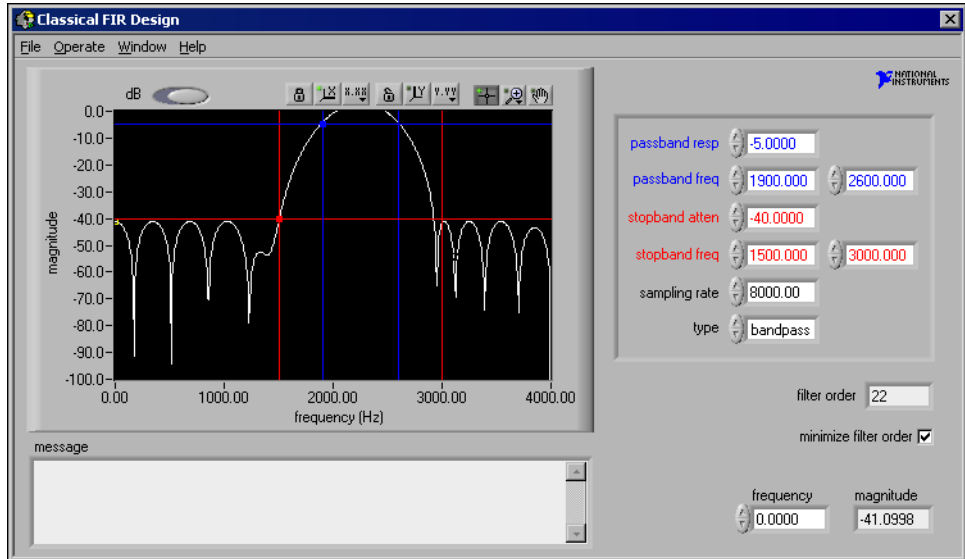 Classical FIR Design
File Operate Window Help
NATIONAL INSTRUMENTS
dB
X X.XX Y Y.YY
0.0
-10.0
-20.0
-30.0
-40.0
-50.0
-60.0
-70.0
-80.0
-90.0
-100.0
magnitude
0.00 1000.00 2000.00 3000.00 4000.00
frequency (Hz)
passband resp -5.0000
passband freq 1900.000 2600.000
stopband atten -40.0000
stopband freq 1500.000 3000.000
sampling rate 8000.00
type bandpass
filter order 22
minimize filter order
message
frequency magnitude
0.0000 -41.0998